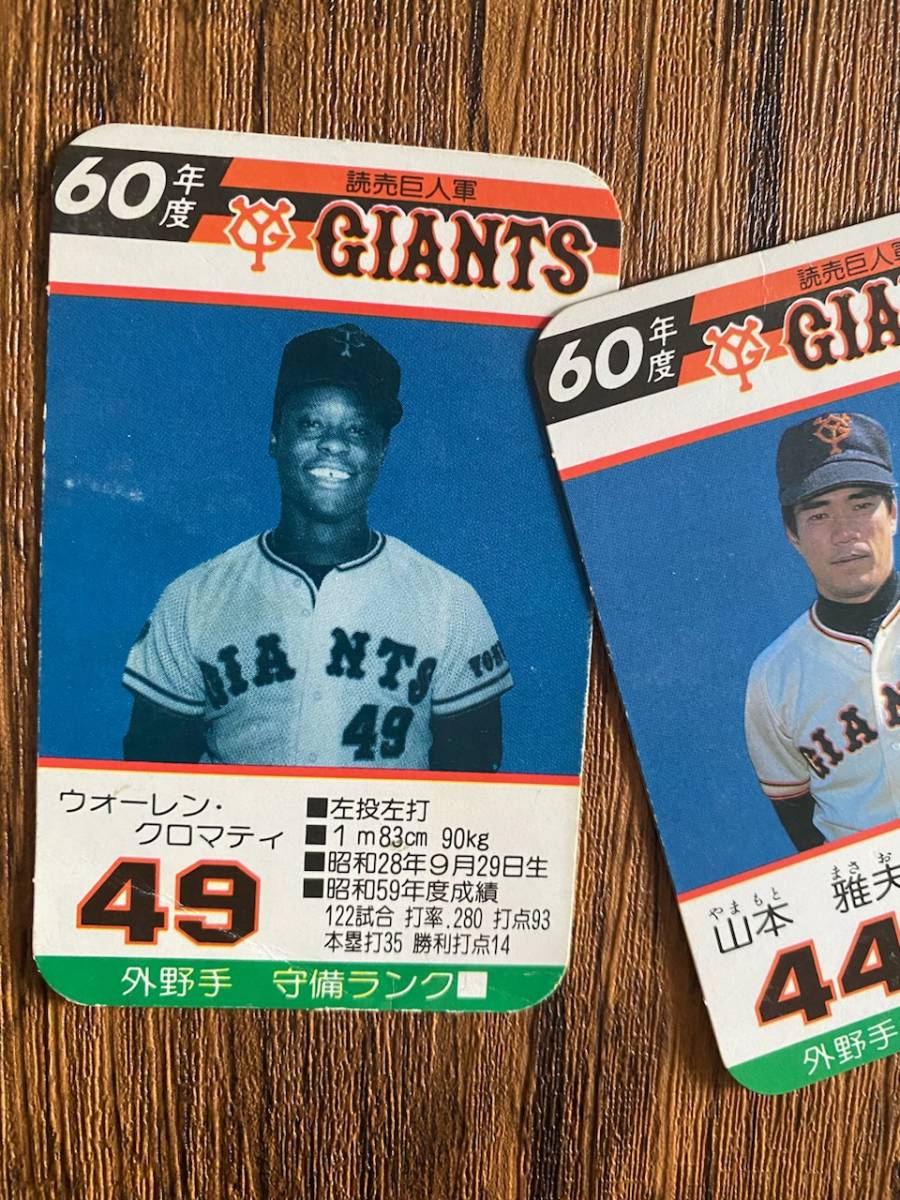 60年度
読売巨人軍
GIANTS
GIANTS
49
ウォーレン・
クロマティ
49
■左投左打
■1m83cm 90kg
■昭和28年9月29日生
■昭和59年度成績
122試合 打率.280 打点93
本塁打35 勝利打点14
外野手 守備ランク
60年度
読売巨人軍
GIA
GIAN
やまもと まさお
山本 雅夫
44
外野手